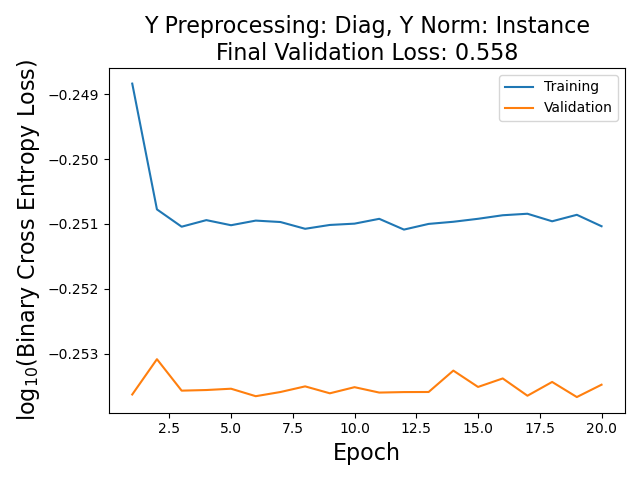 Y Preprocessing: Diag, Y Norm: Instance
Final Validation Loss: 0.558
Training
Validation
log₁₀(Binary Cross Entropy Loss)
−0.249
−0.250
−0.251
−0.252
−0.253
2.5 5.0 7.5 10.0 12.5 15.0 17.5 20.0
Epoch